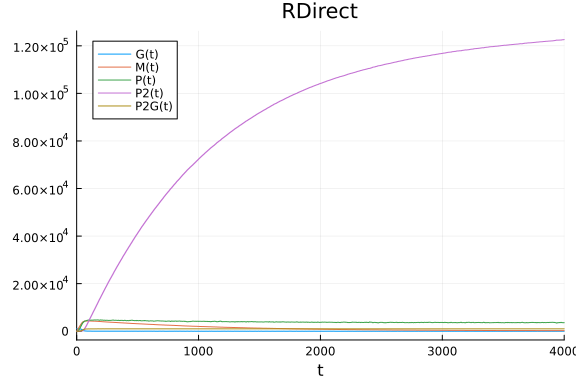 RDirect
1.20×10⁵
1.00×10⁵
8.00×10⁴
6.00×10⁴
4.00×10⁴
2.00×10⁴
0
G(t)
M(t)
P(t)
P2(t)
P2G(t)
0 1000 2000 3000 4000
t